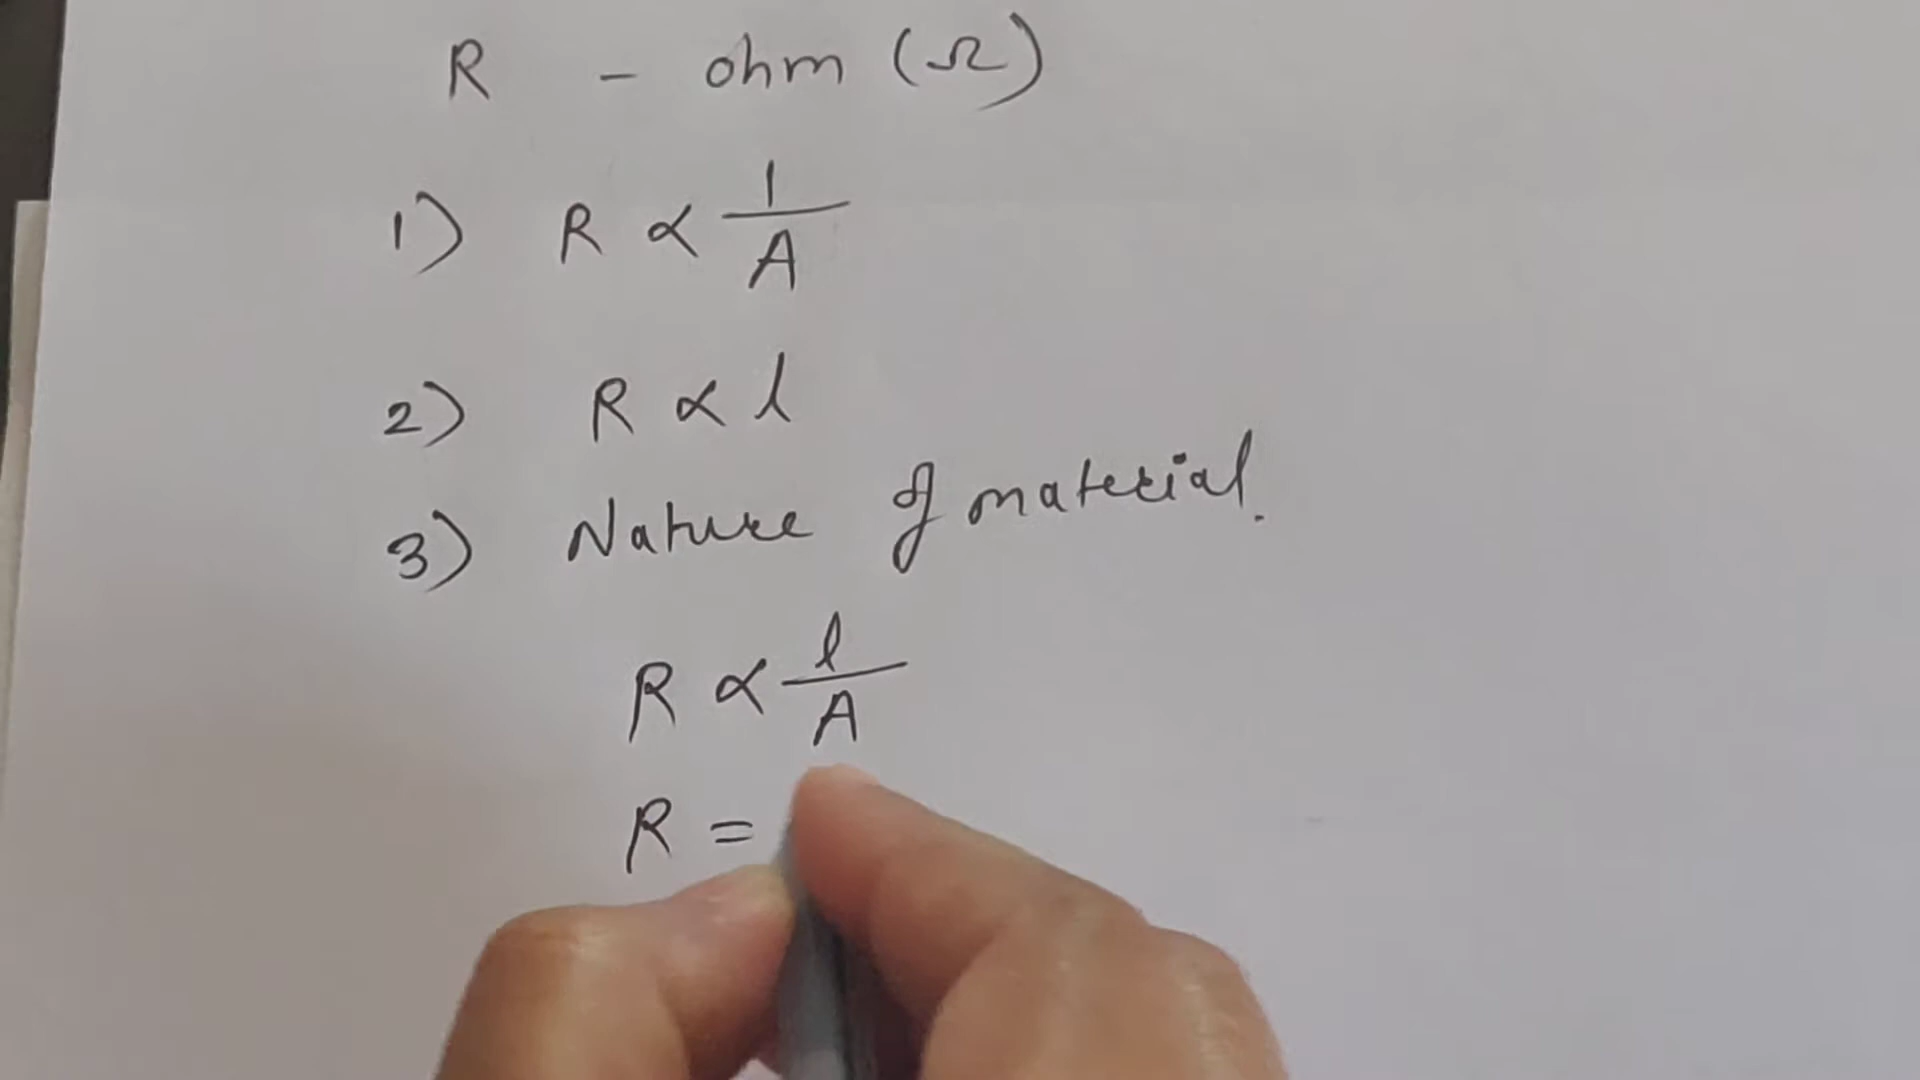 R - ohm (Ω)
1) R ∝ 1/A
2) R ∝ l
3) Nature of material.
R ∝ l/A
R =